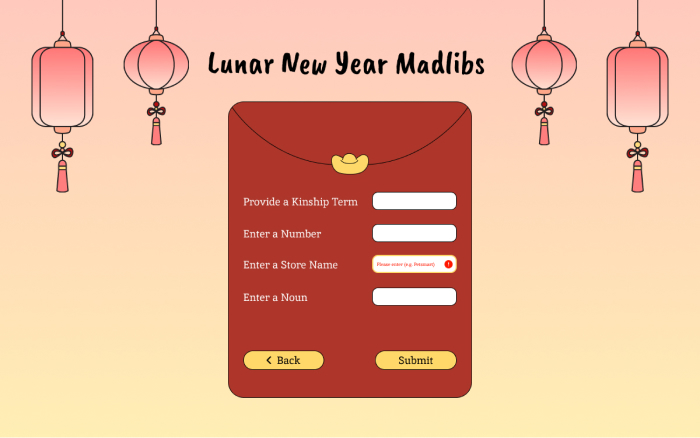 Lunar New Year Madlibs
Provide a Kinship Term
Enter a Number
Enter a Store Name
Please enter (e.g, Petsmart)
Enter a Noun
Back
Submit